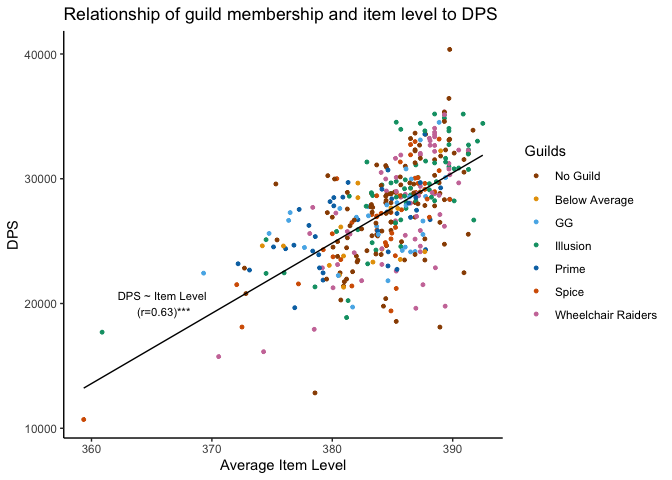 Relationship of guild membership and item level to DPS
40000
30000
20000
10000
DPS
DPS ~ Item Level
(r=0.63)***
360
370
380
390
Average Item Level
Guilds
No Guild
Below Average
GG
Illusion
Prime
Spice
Wheelchair Raiders